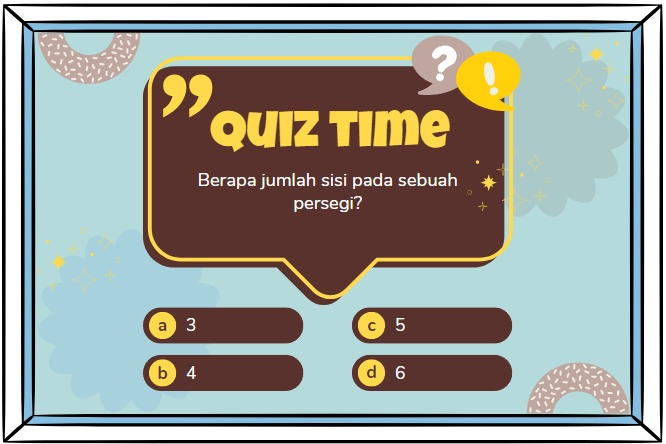 ”
QUIZ TIME
Berapa jumlah sisi pada sebuah
persegi?
? !
a 3
b 4
c 5
d 6